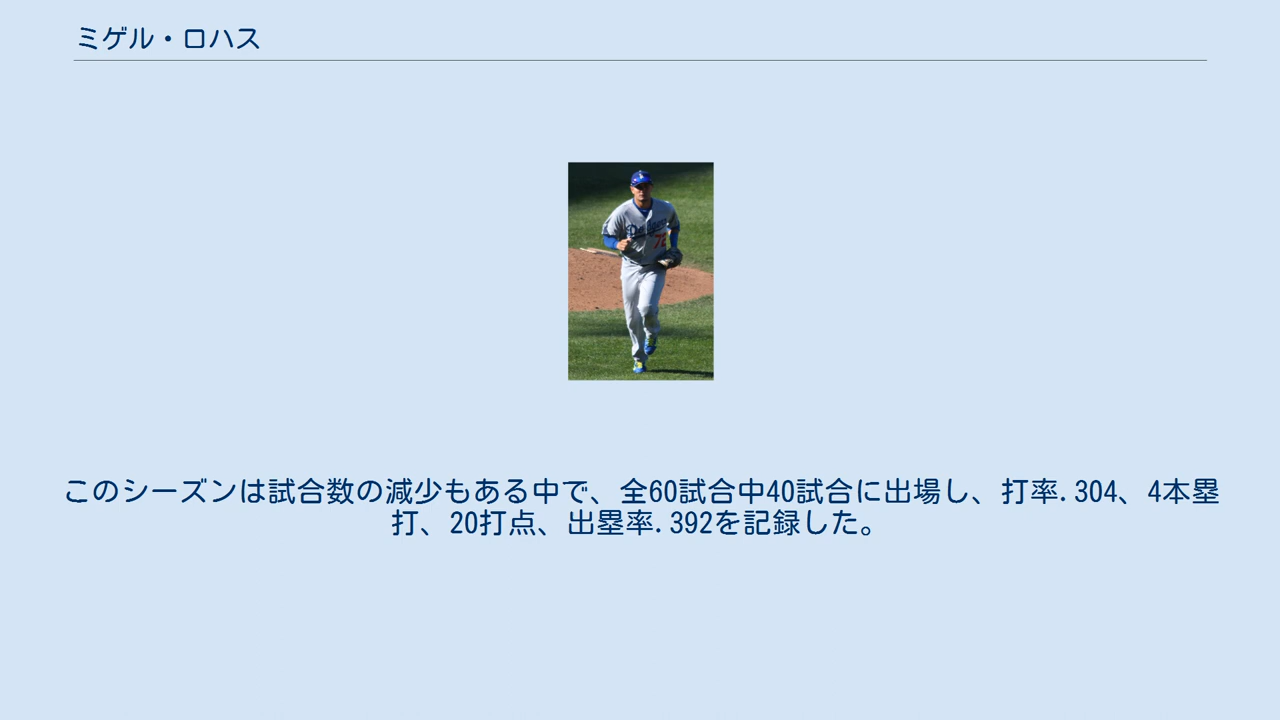 ミゲル・ロハス
Dodgers
72
このシーズンは試合数の減少もある中で、全60試合中40試合に出場し、打率.304、4本塁
打、20打点、出塁率.392を記録した。